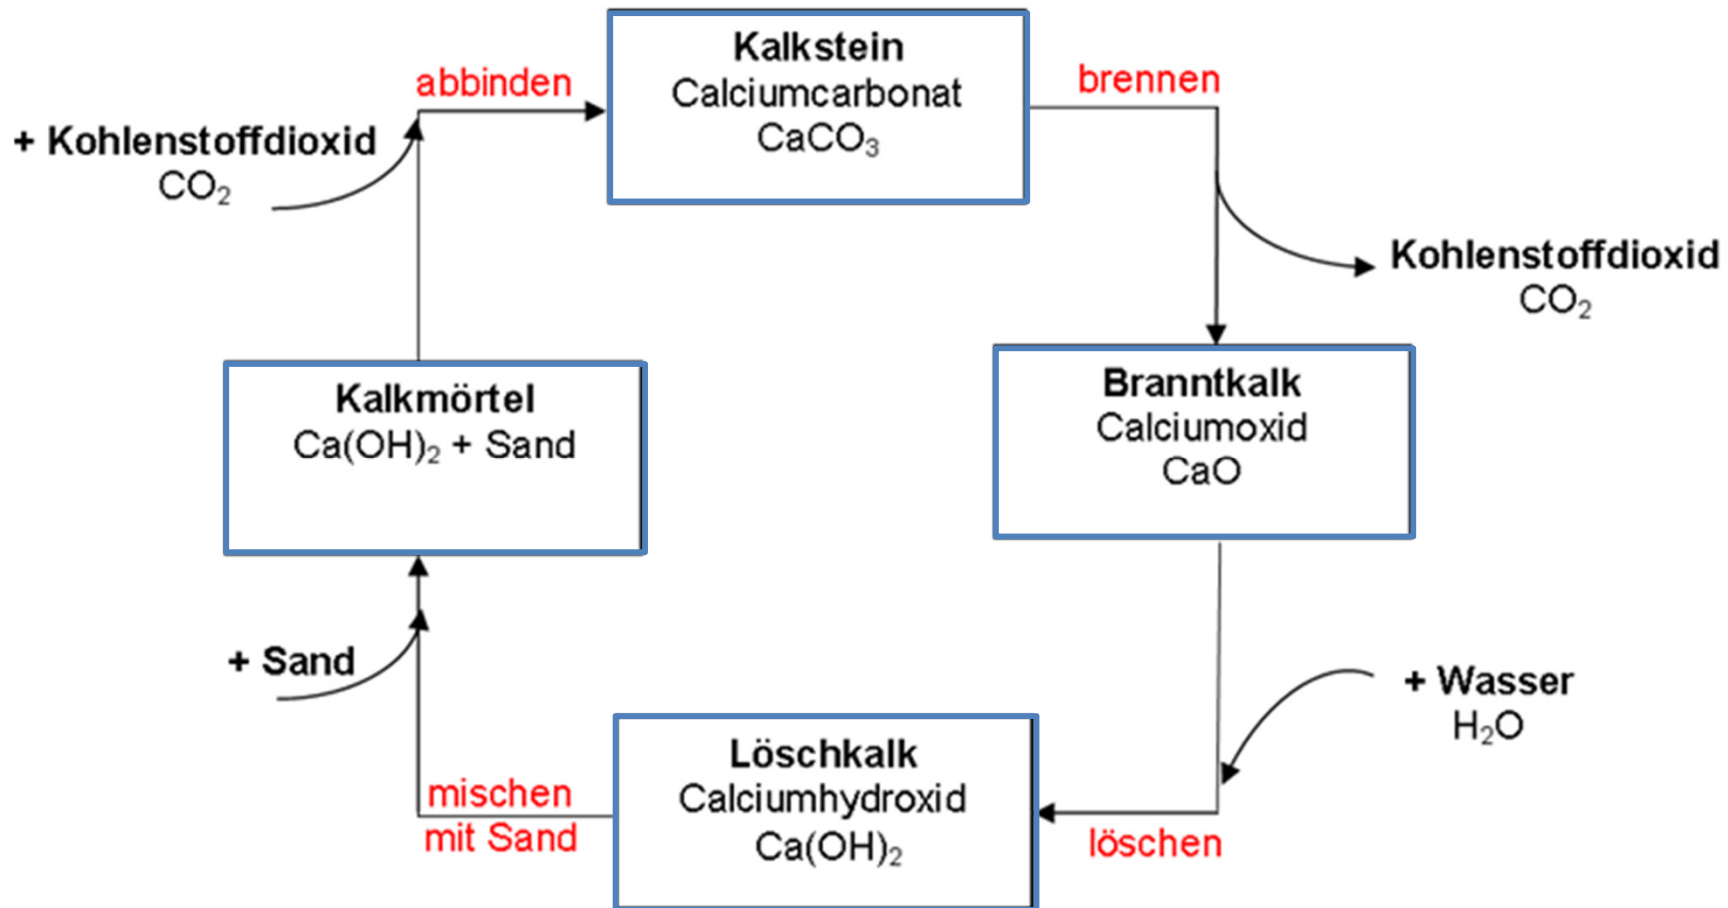 Kalkstein
Calciumcarbonat
CaCO₃
abbinden
brennen
+ Kohlenstoffdioxid
CO₂
Kohlenstoffdioxid
CO₂
Kalkmörtel
Ca(OH)₂ + Sand
Branntkalk
Calciumoxid
CaO
+ Sand
+ Wasser
H₂O
Löschkalk
Calciumhydroxid
Ca(OH)₂
mischen
mit Sand
löschen